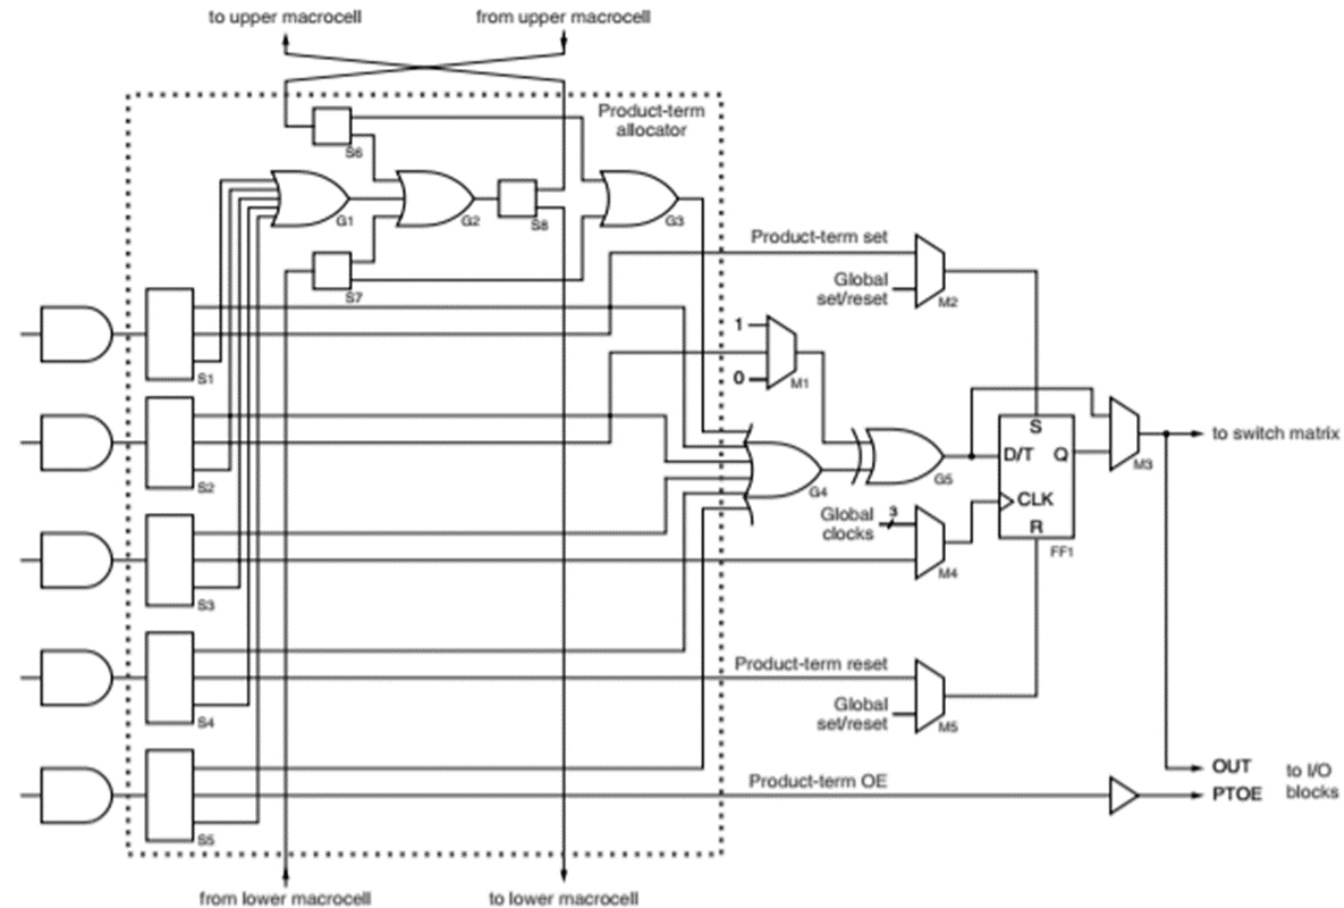 to upper macrocell
from upper macrocell
Product-term
allocator
S6
G1
G2
S8
G3
S7
Product-term set
Global
set/reset
M2
1
0
M1
S1
S2
S
D/T
Q
CLK
R
FF1
G4
G5
M3
to switch matrix
Global
clocks
3
M4
S3
Product-term reset
Global
set/reset
M5
S4
Product-term OE
OUT
PTOE
to I/O
blocks
S5
from lower macrocell
to lower macrocell